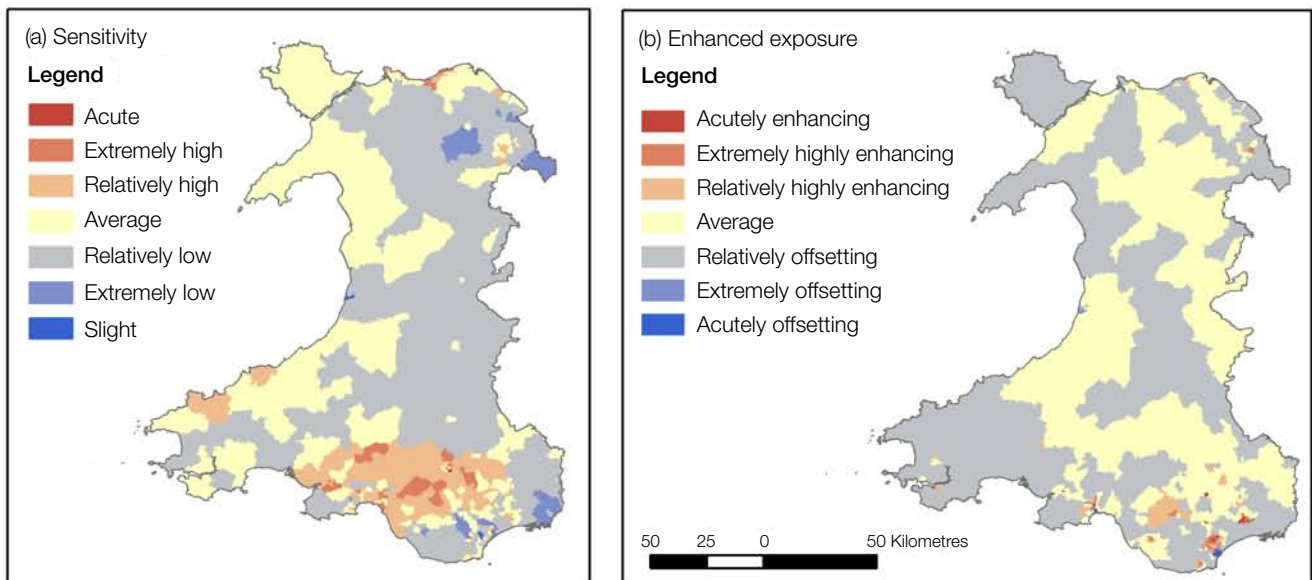 (a) Sensitivity
Legend
Acute
Extremely high
Relatively high
Average
Relatively low
Extremely low
Slight
(b) Enhanced exposure
Legend
Acutely enhancing
Extremely highly enhancing
Relatively highly enhancing
Average
Relatively offsetting
Extremely offsetting
Acutely offsetting
50 25 0 50 Kilometres